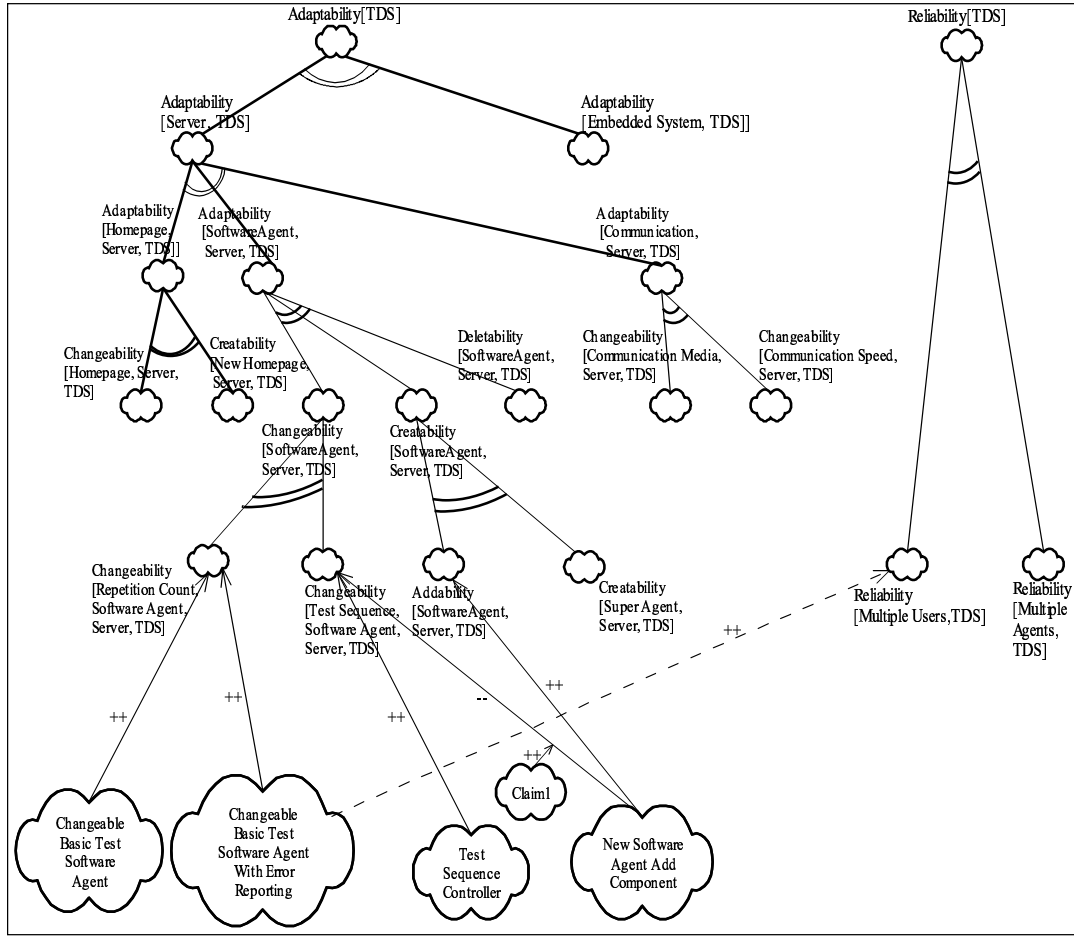 Adaptability[TDS]
Reliability[TDS]
Adaptability
[Server, TDS]
Adaptability
[Embedded System, TDS]]
Adaptability
[Homepage,
Server, TDS]]
Adaptability
[SoftwareAgent,
Server, TDS]
Adaptability
[Communication,
Server, TDS]
Changeability
[Homepage, Server,
TDS]
Creatability
[New Homepage,
Server, TDS]
Deletability
[SoftwareAgent,
Server, TDS]
Changeability
[Communication Media,
Server, TDS]
Changeability
[Communication Speed,
Server, TDS]
Changeability
[SoftwareAgent,
Server, TDS]
Creatability
[SoftwareAgent,
Server, TDS]
Changeability
[Repetition Count,
Software Agent,
Server, TDS]
Changeability
[Test Sequence,
Software Agent,
Server, TDS]
Addability
[SoftwareAgent,
Server, TDS]
Creatability
[Super Agent,
Server, TDS]
Reliability
[Multiple Users,TDS]
Reliability
[Multiple
Agents,
TDS]
++
++
++
--
++
++
++
Changeable
Basic Test
Software
Agent
Changeable
Basic Test
Software Agent
With Error
Reporting
Test
Sequence
Controller
Claim1
New Software
Agent Add
Component